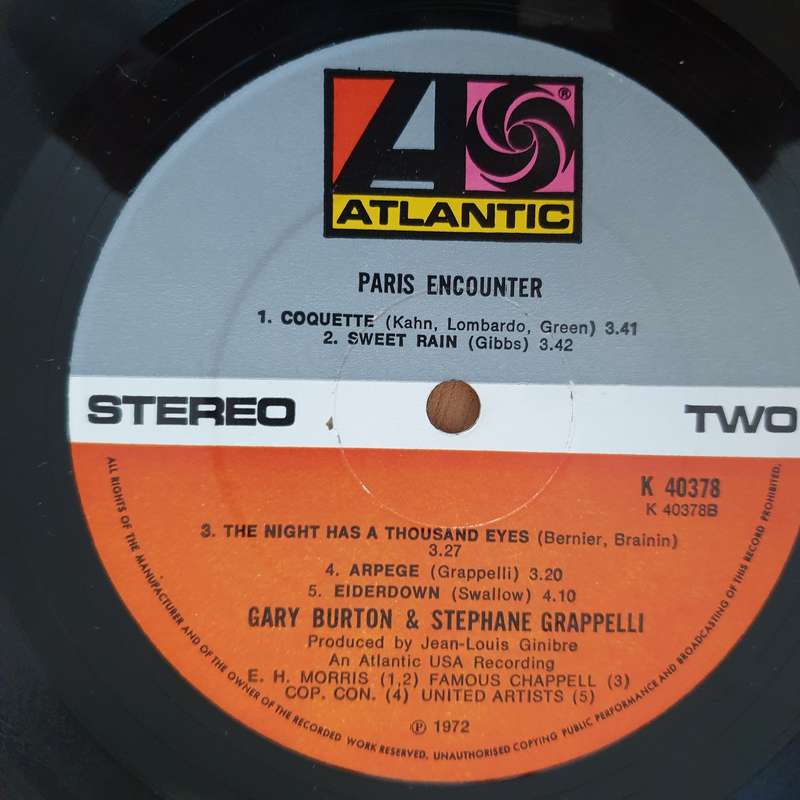 A
®
ATLANTIC
PARIS ENCOUNTER
1. COQUETTE (Kahn, Lombardo, Green) 3.41
2. SWEET RAIN (Gibbs) 3.42
STEREO TWO
K 40378
K 40378B
3. THE NIGHT HAS A THOUSAND EYES (Bernier, Brainin)
3.27
4. ARPEGE (Grappelli) 3.20
5. EIDERDOWN (Swallow) 4.10
GARY BURTON & STEPHANE GRAPPELLI
Produced by Jean-Louis Ginibre
An Atlantic USA Recording
E. H. MORRIS (1,2) FAMOUS CHAPPELL (3)
COP. CON. (4) UNITED ARTISTS (5)
℗ 1972
ALL RIGHTS OF THE MANUFACTURER AND OF THE OWNER OF THE RECORDED WORK RESERVED. UNAUTHORISED COPYING PUBLIC PERFORMANCE AND BROADCASTING OF THIS RECORD PROHIBITED.